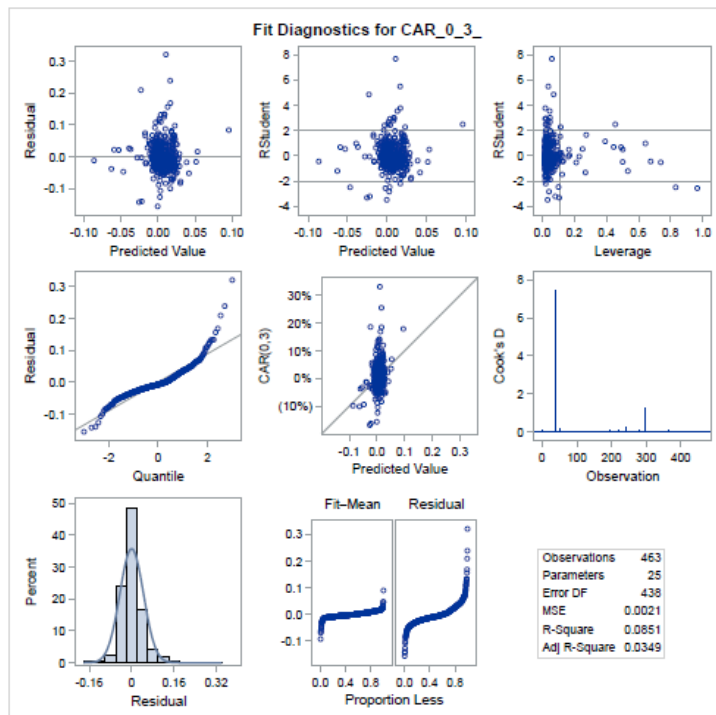 Fit Diagnostics for CAR_0_3_
Residual
0.3
0.2
0.1
0.0
-0.1
-0.10 -0.05 0.00 0.05 0.10
Predicted Value
RStudent
8
6
4
2
0
-2
-4
-0.10 -0.05 0.00 0.05 0.10
Predicted Value
RStudent
8
6
4
2
0
-2
-4
0.0 0.2 0.4 0.6 0.8 1.0
Leverage
Residual
0.3
0.2
0.1
0.0
-0.1
-2 0 2
Quantile
CAR(0,3)
30%
20%
10%
0%
(10%)
-0.1 0.0 0.1 0.2 0.3
Predicted Value
Cook's D
8
6
4
2
0
0 100 200 300 400
Observation
Percent
50
40
30
20
10
0
-0.16 0 0.16 0.32
Residual
Fit–Mean Residual
0.3
0.2
0.1
0.0
-0.1
0.0 0.4 0.8 0.0 0.4 0.8
Proportion Less
Observations 463
Parameters 25
Error DF 438
MSE 0.0021
R-Square 0.0851
Adj R-Square 0.0349